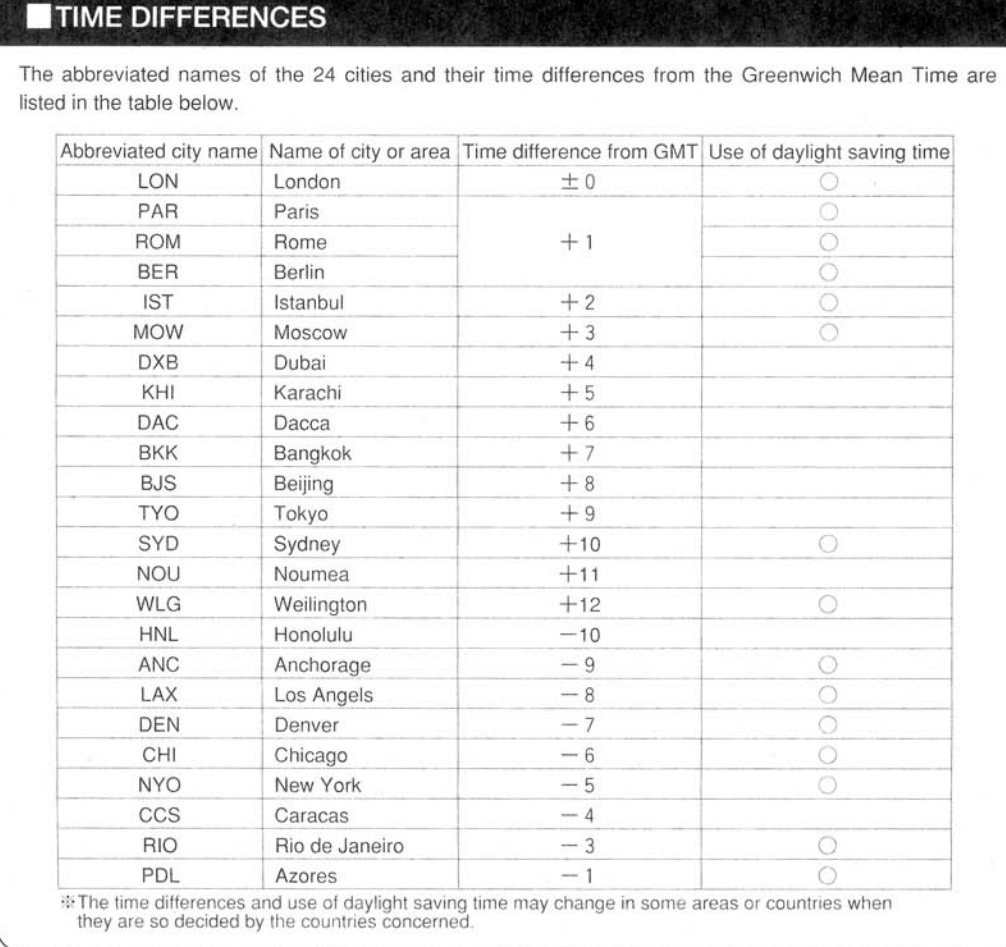 ■TIME DIFFERENCES
The abbreviated names of the 24 cities and their time differences from the Greenwich Mean Time are
listed in the table below.
Abbreviated city name Name of city or area Time difference from GMT Use of daylight saving time
LON London ±0 ○
PAR Paris ○
ROM Rome +1 ○
BER Berlin ○
IST Istanbul +2 ○
MOW Moscow +3 ○
DXB Dubai +4
KHI Karachi +5
DAC Dacca +6
BKK Bangkok +7
BJS Beijing +8
TYO Tokyo +9
SYD Sydney +10 ○
NOU Noumea +11
WLG Weilington +12 ○
HNL Honolulu −10
ANC Anchorage −9 ○
LAX Los Angels −8 ○
DEN Denver −7 ○
CHI Chicago −6 ○
NYO New York −5 ○
CCS Caracas −4
RIO Rio de Janeiro −3 ○
PDL Azores −1 ○
※The time differences and use of daylight saving time may change in some areas or countries when
they are so decided by the countries concerned.